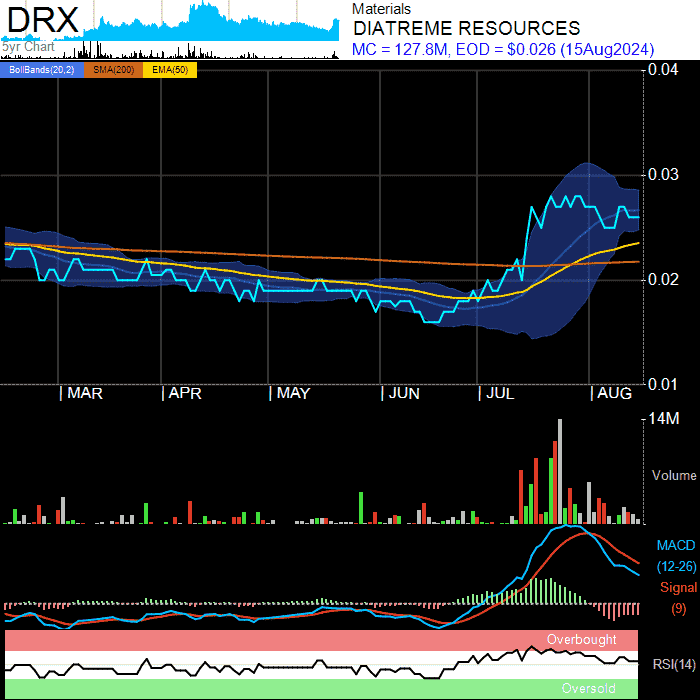 DRX
5yr Chart
Materials
DIATREME RESOURCES
MC = 127.8M, EOD = $0.026 (15Aug2024)
BollBands(20,2) SMA(200) EMA(50)
0.04
0.03
0.02
0.01
MAR APR MAY JUN JUL AUG
14M
Volume
MACD
(12-26)
Signal
(9)
Overbought
RSI(14)
Oversold